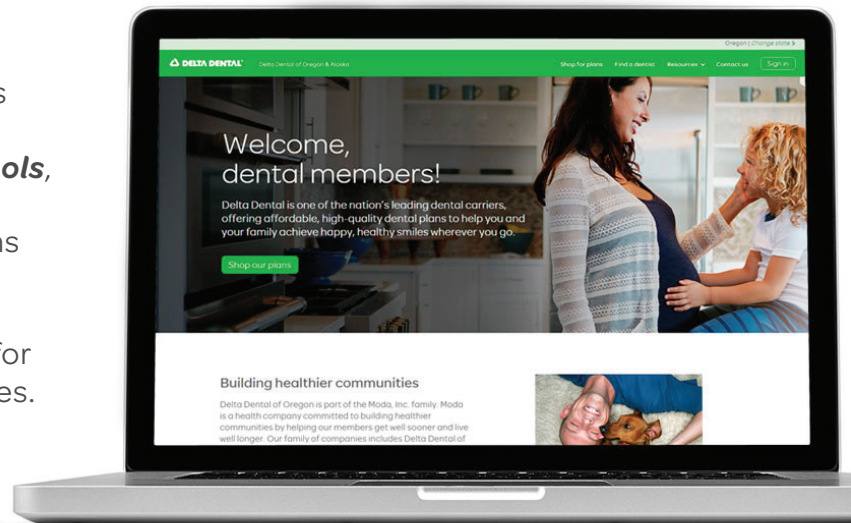 s
ols,
ns
for
es.
Oregon | Change state >
DELTA DENTAL
Delta Dental of Oregon & Alaska
Shop for plans Find a dentist Resources Contact us Sign in
Welcome,
dental members!
Delta Dental is one of the nation's leading dental carriers,
offering affordable, high-quality dental plans to help you and
your family achieve happy, healthy smiles wherever you go.
Shop our plans
Building healthier communities
Delta Dental of Oregon is part of the Moda, Inc. family. Moda
is a health company committed to building healthier
communities by helping our members get well sooner and live
well longer. Our family of companies includes Delta Dental of